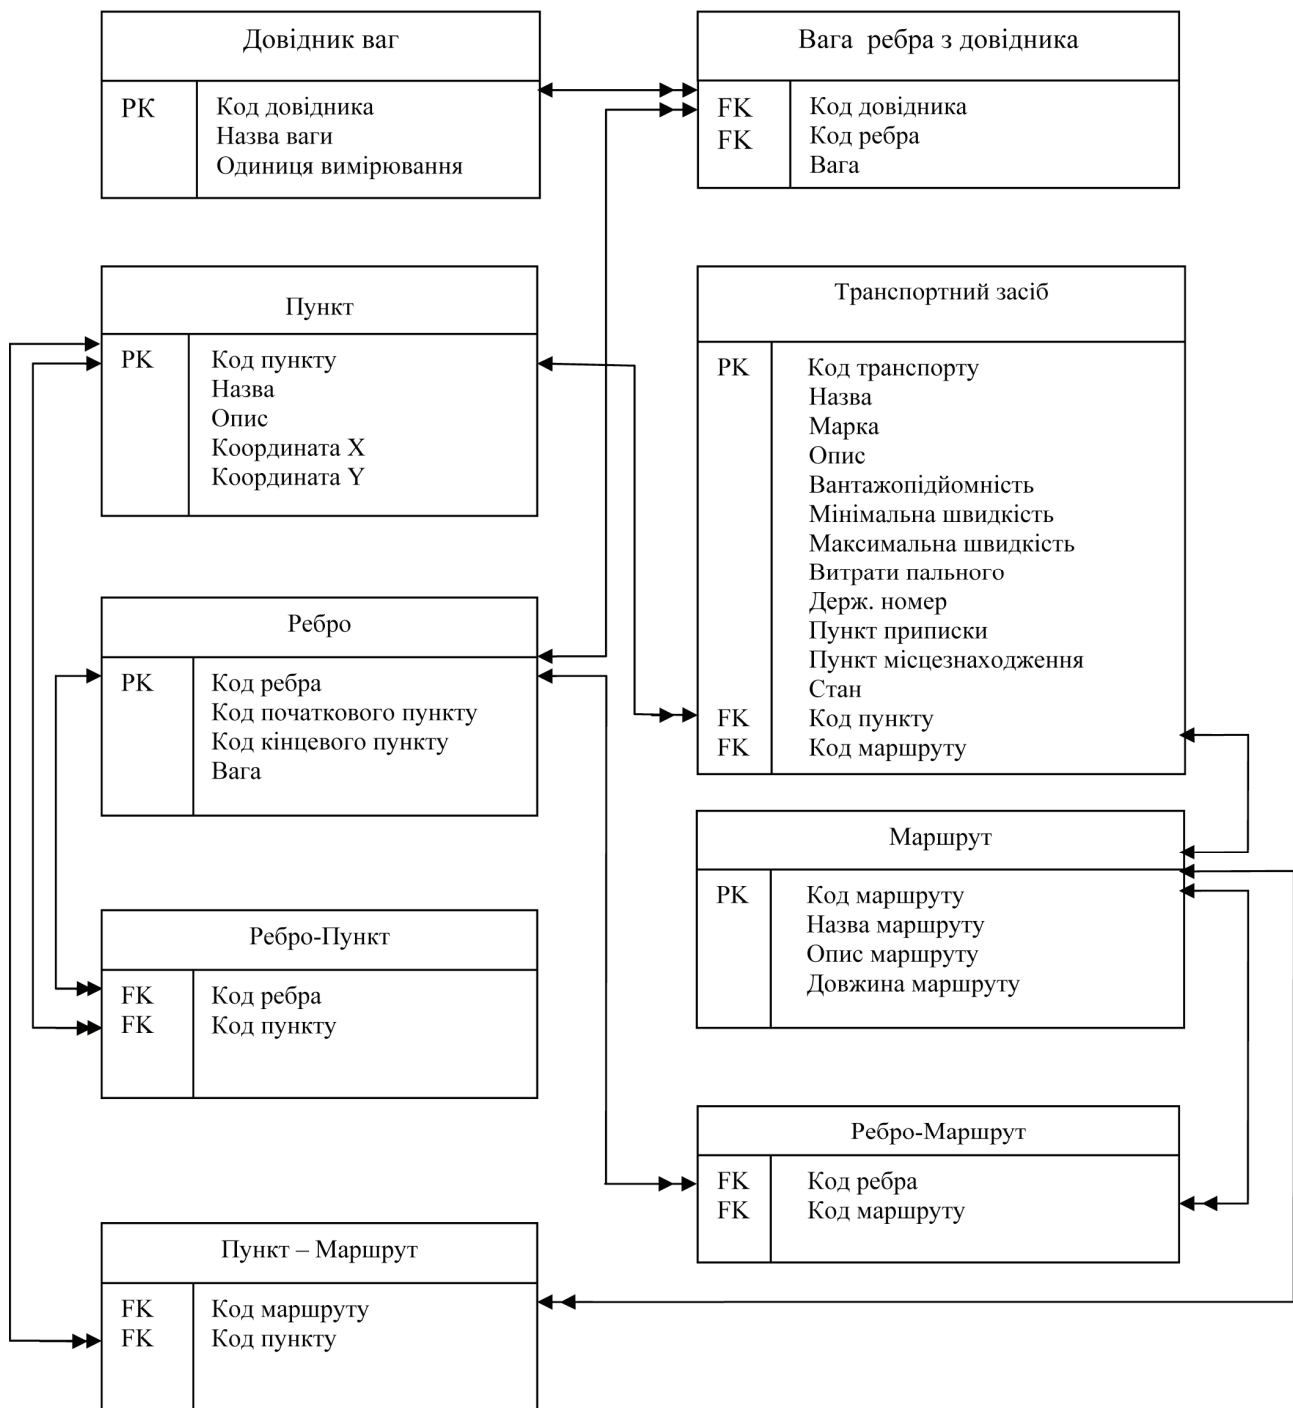 Довідник ваг
PK Код довідника
Назва ваги
Одиниця вимірювання
Вага ребра з довідника
FK Код довідника
FK Код ребра
Вага
Пункт
PK Код пункту
Назва
Опис
Координата X
Координата Y
Транспортний засіб
PK Код транспорту
Назва
Марка
Опис
Вантажопідйомність
Мінімальна швидкість
Максимальна швидкість
Витрати пального
Держ. номер
Пункт приписки
Пункт місцезнаходження
Стан
FK Код пункту
FK Код маршруту
Ребро
PK Код ребра
Код початкового пункту
Код кінцевого пункту
Вага
Маршрут
PK Код маршруту
Назва маршруту
Опис маршруту
Довжина маршруту
Ребро-Пункт
FK Код ребра
FK Код пункту
Ребро-Маршрут
FK Код ребра
FK Код маршруту
Пункт – Маршрут
FK Код маршруту
FK Код пункту